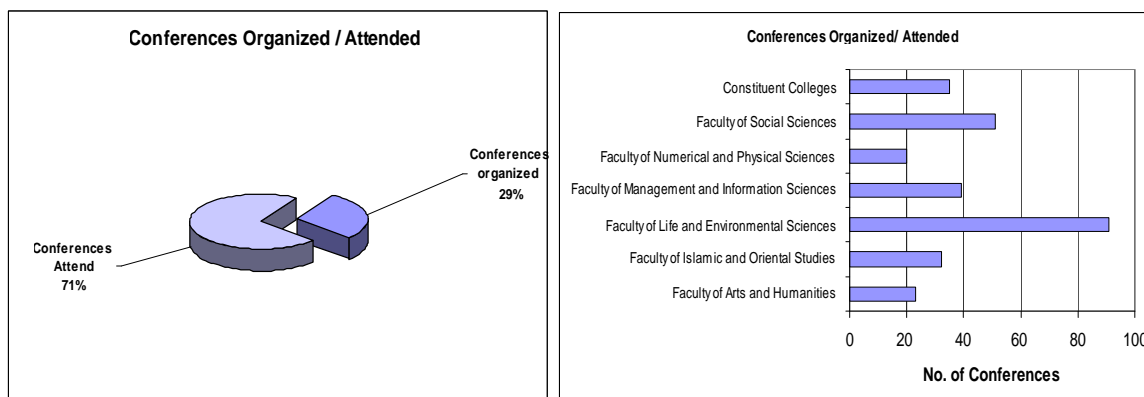 Conferences Organized / Attended
Conferences
organized
29%
Conferences
Attend
71%
Conferences Organized/ Attended
Constituent Colleges
Faculty of Social Sciences
Faculty of Numerical and Physical Sciences
Faculty of Management and Information Sciences
Faculty of Life and Environmental Sciences
Faculty of Islamic and Oriental Studies
Faculty of Arts and Humanities
0 20 40 60 80 100
No. of Conferences